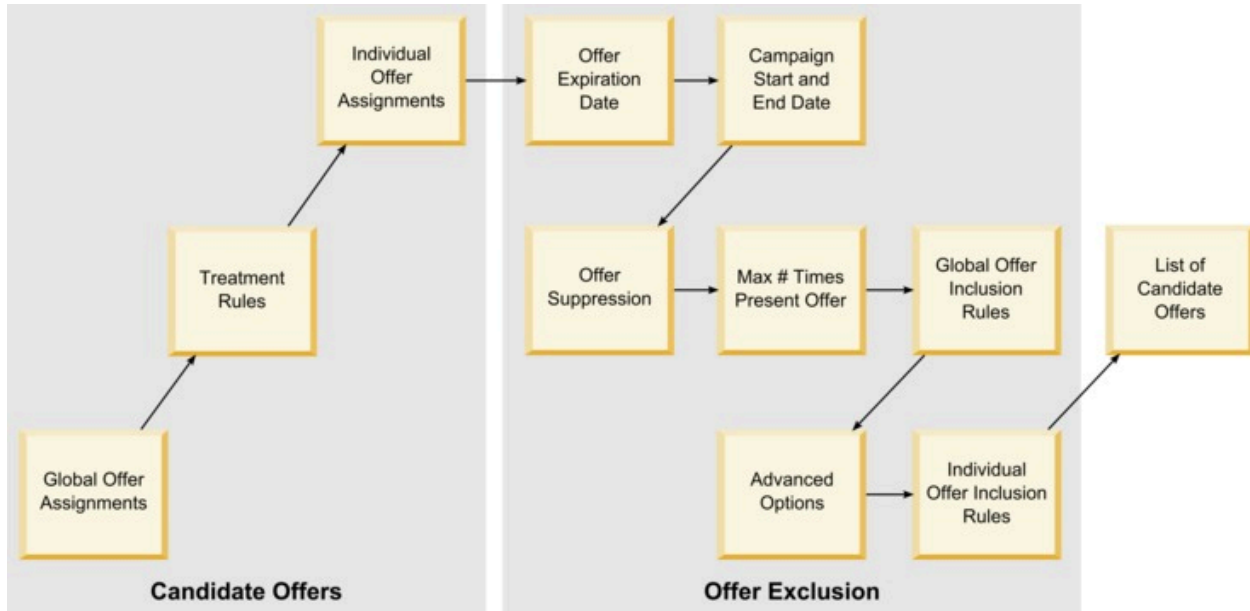 Individual
Offer
Assignments
Offer
Expiration
Date
Campaign
Start and
End Date
Treatment
Rules
Offer
Suppression
Max # Times
Present Offer
Global Offer
Inclusion
Rules
List of
Candidate
Offers
Global Offer
Assignments
Advanced
Options
Individual
Offer Inclusion
Rules
Candidate Offers
Offer Exclusion